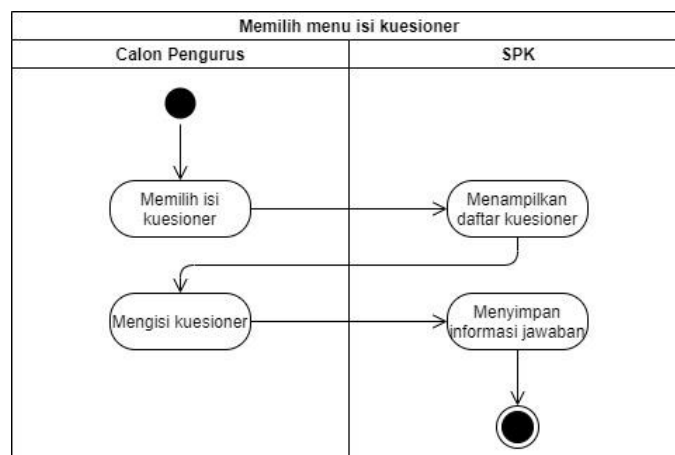 Memilih menu isi kuesioner
Calon Pengurus
SPK
Memilih isi
kuesioner
Menampilkan
daftar kuesioner
Mengisi kuesioner
Menyimpan
informasi jawaban